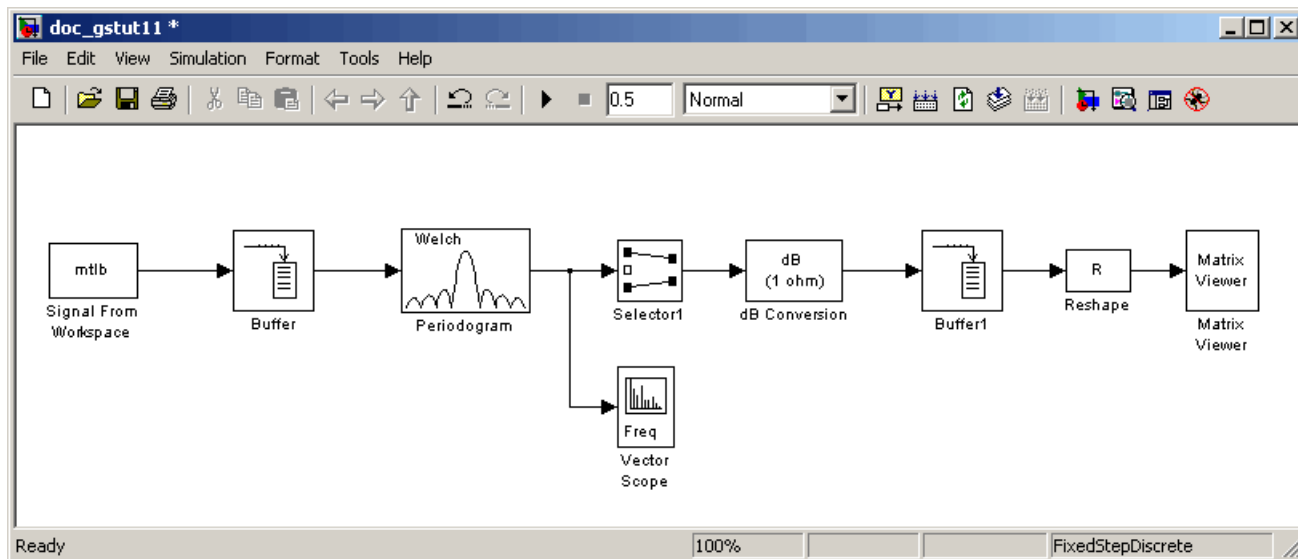 doc_gstut11 *
File Edit View Simulation Format Tools Help
0.5 Normal
mtlb
Signal From
Workspace
Buffer
Welch
Periodogram
Selector1
dB
(1 ohm)
dB Conversion
Buffer1
R
Reshape
Matrix
Viewer
Matrix
Viewer
Freq
Vector
Scope
Ready 100% FixedStepDiscrete